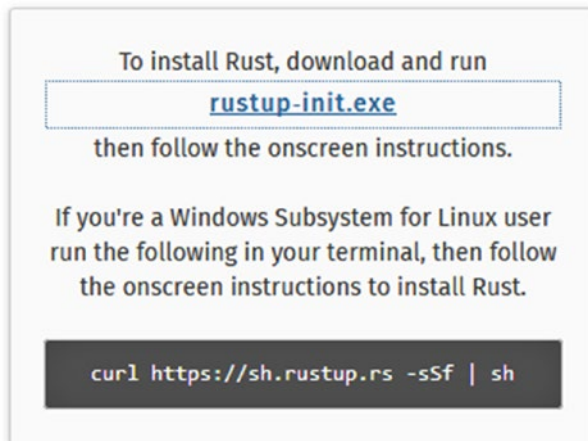 To install Rust, download and run
rustup-init.exe
then follow the onscreen instructions.
If you're a Windows Subsystem for Linux user
run the following in your terminal, then follow
the onscreen instructions to install Rust.
curl https://sh.rustup.rs -sSf | sh